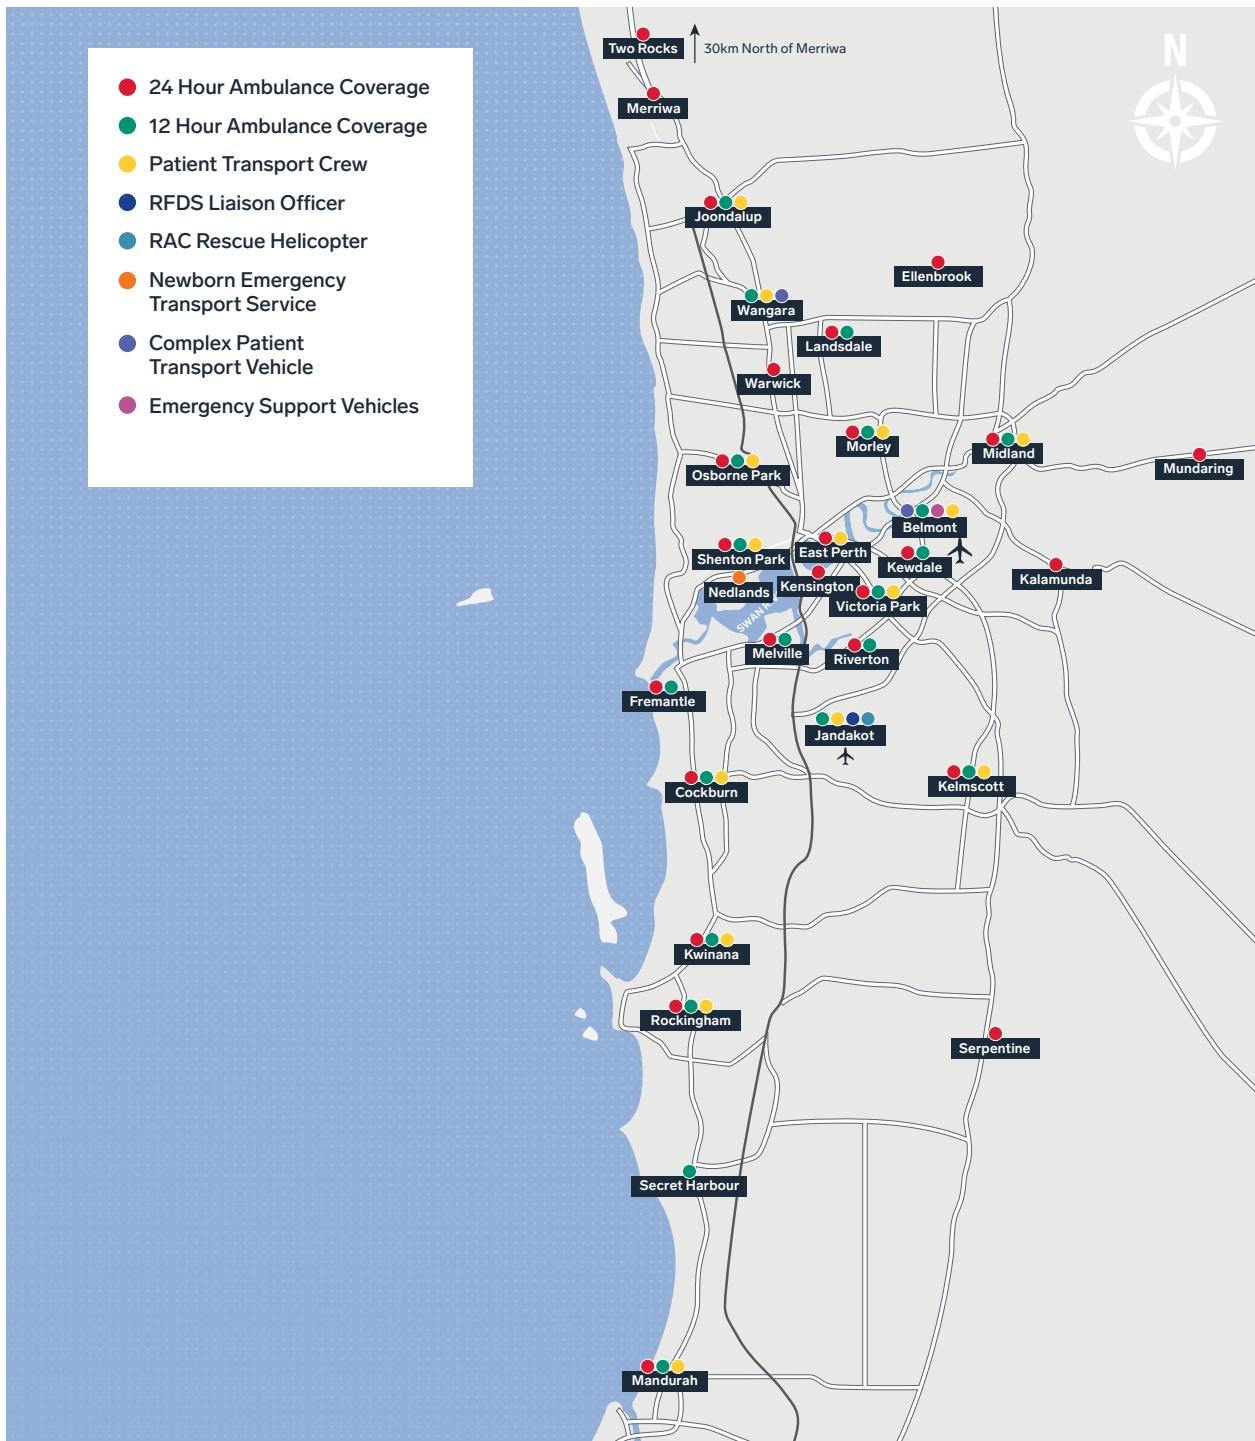 24 Hour Ambulance Coverage
12 Hour Ambulance Coverage
Patient Transport Crew
RFDS Liaison Officer
RAC Rescue Helicopter
Newborn Emergency
Transport Service
Complex Patient
Transport Vehicle
Emergency Support Vehicles
N
Two Rocks
30km North of Merriwa
Merriwa
Joondalup
Ellenbrook
Wangara
Landsdale
Warwick
Morley
Midland
Mundaring
Osborne Park
Belmont
East Perth
Shenton Park
Kewdale
Kalamunda
Kensington
Nedlands
Victoria Park
SWAN
Melville
Riverton
Fremantle
Jandakot
Kelmscott
Cockburn
Kwinana
Rockingham
Serpentine
Secret Harbour
Mandurah